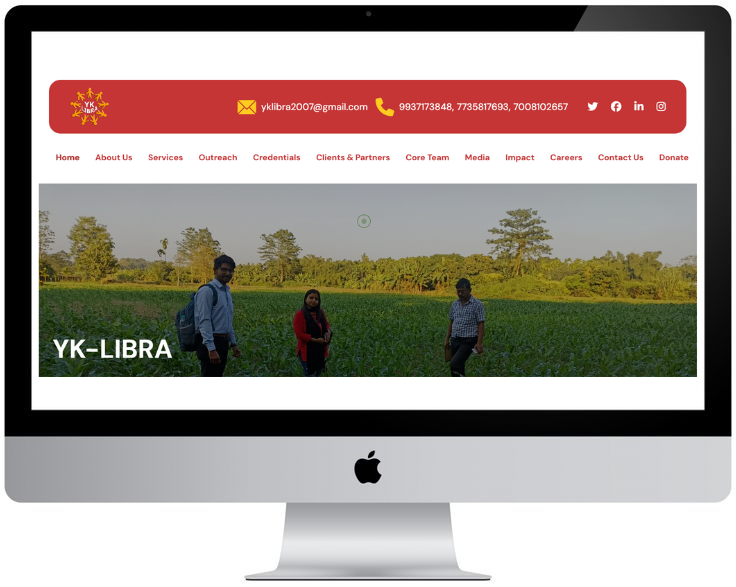 YK
LIBRA
yklibra2007@gmail.com 9937173848, 7735817693, 7008102657
Home About Us Services Outreach Credentials Clients & Partners Core Team Media Impact Careers Contact Us Donate
YK-LIBRA